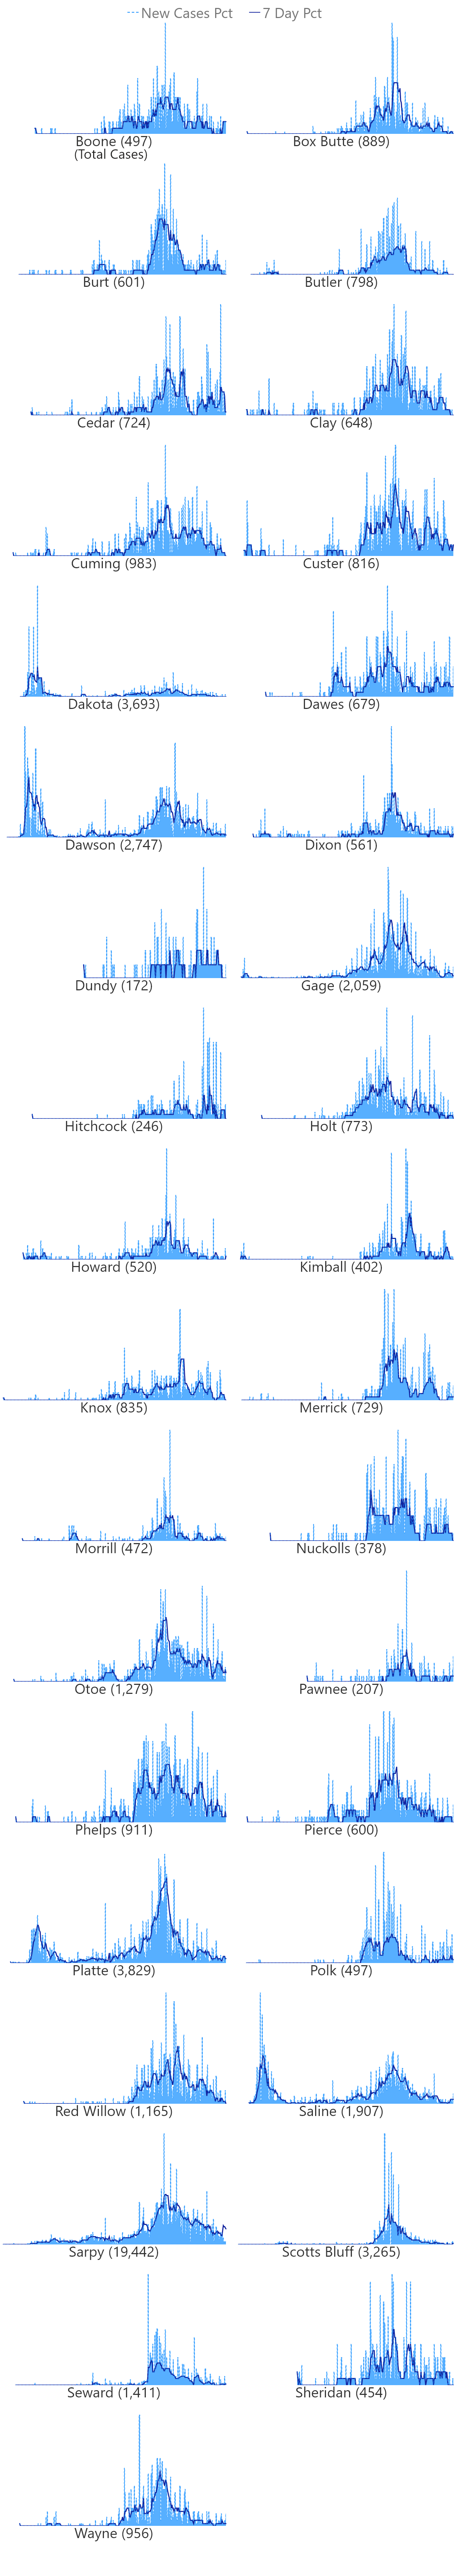 New Cases Pct 7 Day Pct
Boone (497) Box Butte (889)
(Total Cases)
Burt (601) Butler (798)
Cedar (724) Clay (648)
Cuming (983) Custer (816)
Dakota (3,693) Dawes (679)
Dawson (2,747) Dixon (561)
Dundy (172) Gage (2,059)
Hitchcock (246) Holt (773)
Howard (520) Kimball (402)
Knox (835) Merrick (729)
Morrill (472) Nuckolls (378)
Otoe (1,279) Pawnee (207)
Phelps (911) Pierce (600)
Platte (3,829) Polk (497)
Red Willow (1,165) Saline (1,907)
Sarpy (19,442) Scotts Bluff (3,265)
Seward (1,411) Sheridan (454)
Wayne (956)